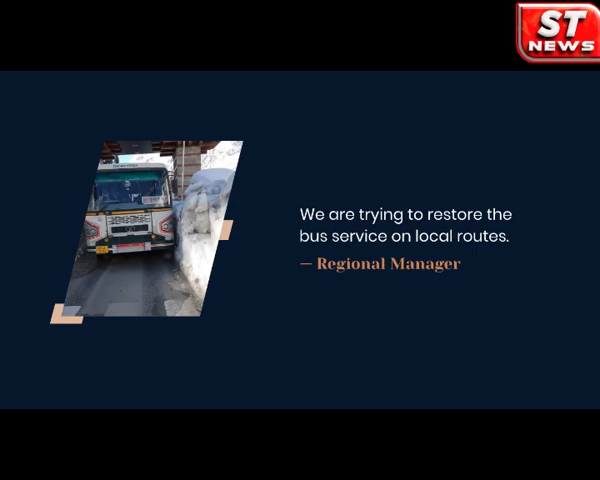 ST
NEWS
We are trying to restore the
bus service on local routes.
— Regional Manager